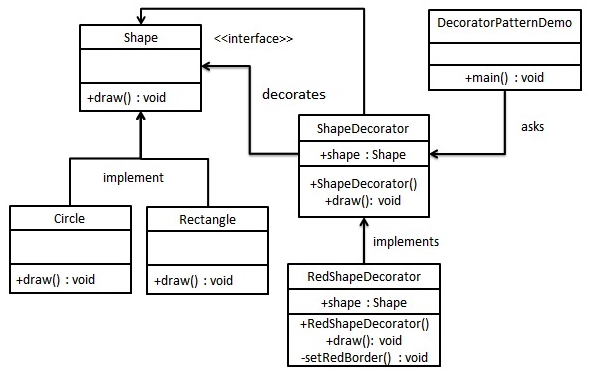 Shape
<<interface>>
+draw() : void
DecoratorPatternDemo
+main() : void
decorates
asks
ShapeDecorator
+shape : Shape
+ShapeDecorator()
+draw(): void
implement
implements
Circle
+draw() : void
Rectangle
+draw() : void
RedShapeDecorator
+shape : Shape
+RedShapeDecorator()
+draw(): void
-setRedBorder() : void